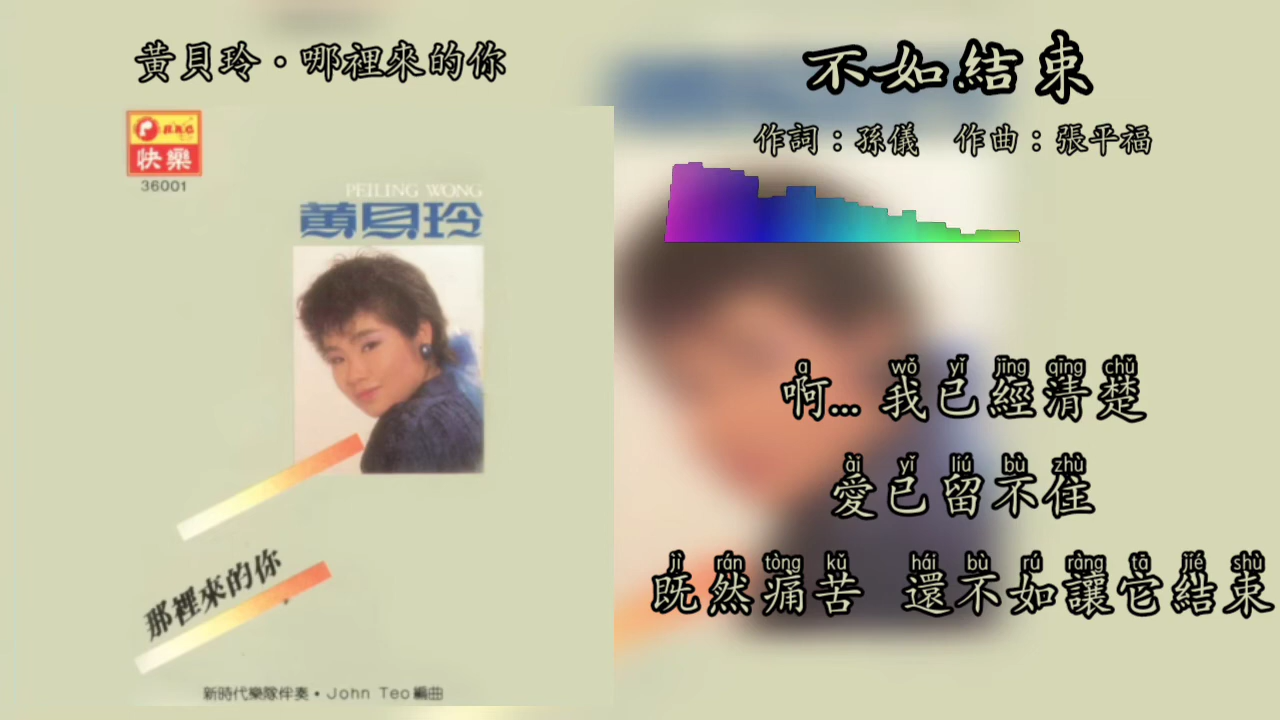 黃貝玲·哪裡來的你
快樂
36001
PEILING WONG
黃貝玲
那裡來的你
新時代樂隊伴奏·John Teo編曲
不如結束
作詞：孫儀 作曲：張平福
a wǒ yǐ jīng qīng chǔ
啊... 我已經清楚
ài yǐ liú bù zhù
愛已留不住
jì rán tòng kǔ hái bù rú ràng tā jié shù
既然痛苦 還不如讓它結束